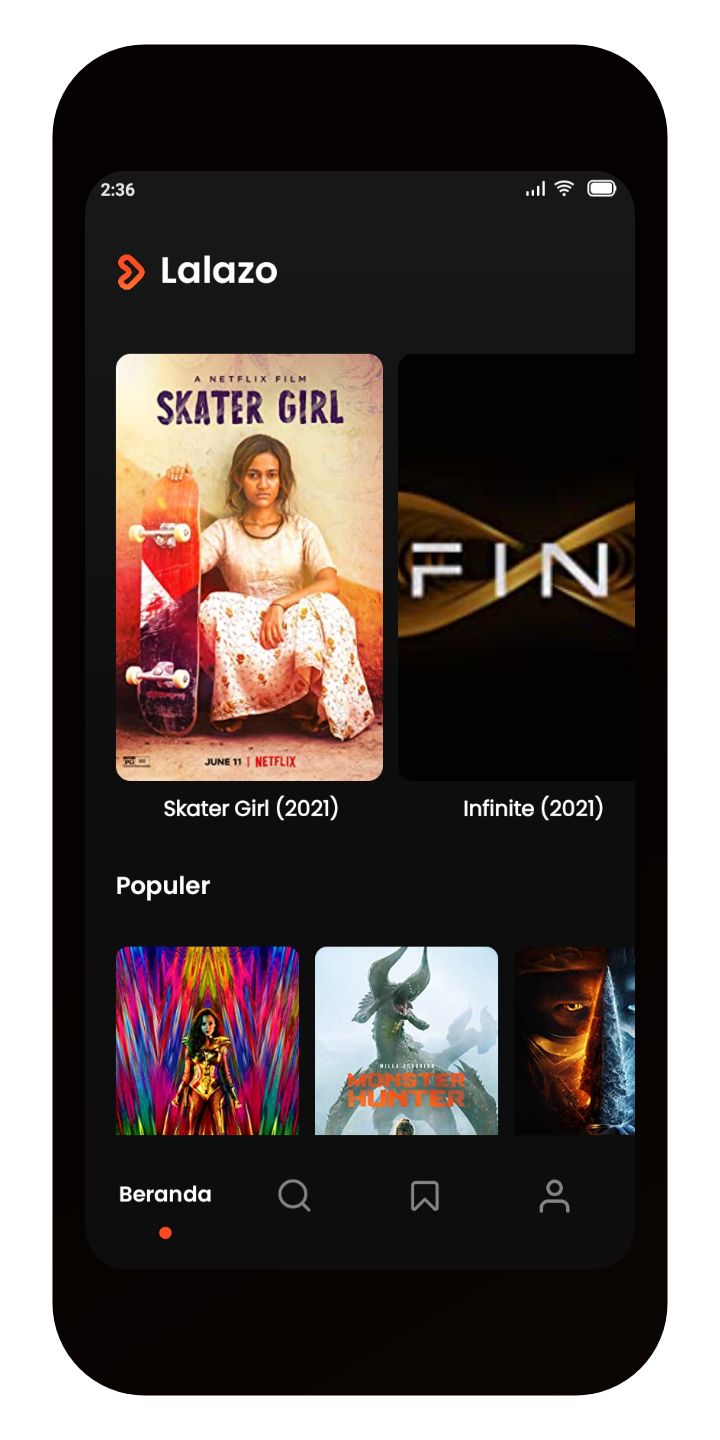 2:36
Lalazo
A NETFLIX FILM
SKATER GIRL
PG
JUNE 11 | NETFLIX
FIN
Skater Girl (2021)
Infinite (2021)
Populer
MILLA JOVOVICH
MONSTER
HUNTER
Beranda